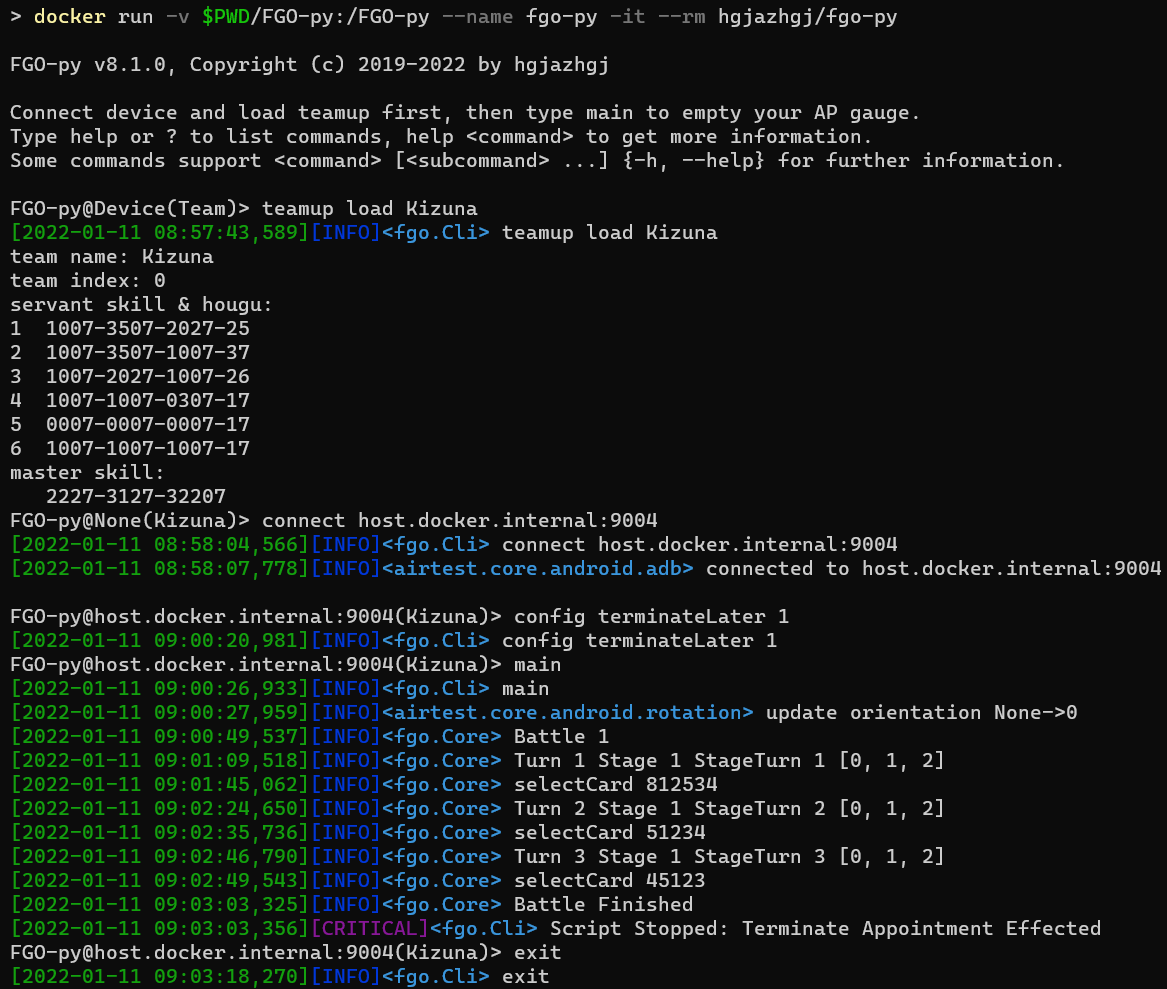 > docker run -v $PWD/FGO-py:/FGO-py --name fgo-py -it --rm hgjazhgj/fgo-py
FGO-py v8.1.0, Copyright (c) 2019-2022 by hgjazhgj
Connect device and load teamup first, then type main to empty your AP gauge.
Type help or ? to list commands, help <command> to get more information.
Some commands support <command> [<subcommand> ...] {-h, --help} for further information.
FGO-py@Device(Team)> teamup load Kizuna
[2022-01-11 08:57:43,589][INFO]<fgo.Cli> teamup load Kizuna
team name: Kizuna
team index: 0
servant skill & hougu:
1  1007-3507-2027-25
2  1007-3507-1007-37
3  1007-2027-1007-26
4  1007-1007-0307-17
5  0007-0007-0007-17
6  1007-1007-1007-17
master skill:
   2227-3127-32207
FGO-py@None(Kizuna)> connect host.docker.internal:9004
[2022-01-11 08:58:04,566][INFO]<fgo.Cli> connect host.docker.internal:9004
[2022-01-11 08:58:07,778][INFO]<airtest.core.android.adb> connected to host.docker.internal:9004
FGO-py@host.docker.internal:9004(Kizuna)> config terminateLater 1
[2022-01-11 09:00:20,981][INFO]<fgo.Cli> config terminateLater 1
FGO-py@host.docker.internal:9004(Kizuna)> main
[2022-01-11 09:00:26,933][INFO]<fgo.Cli> main
[2022-01-11 09:00:27,959][INFO]<airtest.core.android.rotation> update orientation None->0
[2022-01-11 09:00:49,537][INFO]<fgo.Core> Battle 1
[2022-01-11 09:01:09,518][INFO]<fgo.Core> Turn 1 Stage 1 StageTurn 1 [0, 1, 2]
[2022-01-11 09:01:45,062][INFO]<fgo.Core> selectCard 812534
[2022-01-11 09:02:24,650][INFO]<fgo.Core> Turn 2 Stage 1 StageTurn 2 [0, 1, 2]
[2022-01-11 09:02:35,736][INFO]<fgo.Core> selectCard 51234
[2022-01-11 09:02:46,790][INFO]<fgo.Core> Turn 3 Stage 1 StageTurn 3 [0, 1, 2]
[2022-01-11 09:02:49,543][INFO]<fgo.Core> selectCard 45123
[2022-01-11 09:03:03,325][INFO]<fgo.Core> Battle Finished
[2022-01-11 09:03:03,356][CRITICAL]<fgo.Cli> Script Stopped: Terminate Appointment Effected
FGO-py@host.docker.internal:9004(Kizuna)> exit
[2022-01-11 09:03:18,270][INFO]<fgo.Cli> exit